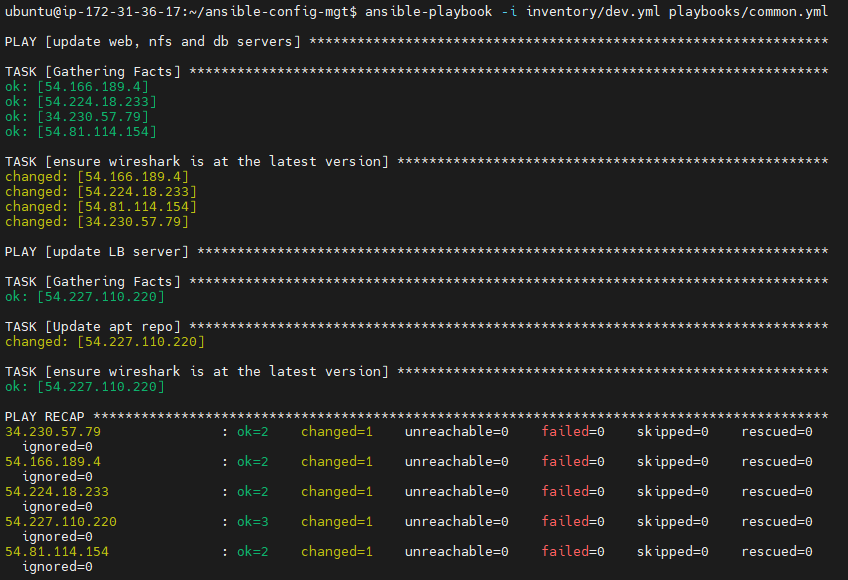 ubuntu@ip-172-31-36-17:~/ansible-config-mgt$ ansible-playbook -i inventory/dev.yml playbooks/common.yml
PLAY [update web, nfs and db servers] *****************************************************************
TASK [Gathering Facts] ********************************************************************************
ok: [54.166.189.4]
ok: [54.224.18.233]
ok: [34.230.57.79]
ok: [54.81.114.154]
TASK [ensure wireshark is at the latest version] ******************************************************
changed: [54.166.189.4]
changed: [54.224.18.233]
changed: [54.81.114.154]
changed: [34.230.57.79]
PLAY [update LB server] *******************************************************************************
TASK [Gathering Facts] ********************************************************************************
ok: [54.227.110.220]
TASK [Update apt repo] ********************************************************************************
changed: [54.227.110.220]
TASK [ensure wireshark is at the latest version] ******************************************************
ok: [54.227.110.220]
PLAY RECAP ********************************************************************************************
34.230.57.79               : ok=2    changed=1    unreachable=0    failed=0    skipped=0    rescued=0
  ignored=0
54.166.189.4               : ok=2    changed=1    unreachable=0    failed=0    skipped=0    rescued=0
  ignored=0
54.224.18.233              : ok=2    changed=1    unreachable=0    failed=0    skipped=0    rescued=0
  ignored=0
54.227.110.220             : ok=3    changed=1    unreachable=0    failed=0    skipped=0    rescued=0
  ignored=0
54.81.114.154              : ok=2    changed=1    unreachable=0    failed=0    skipped=0    rescued=0
  ignored=0